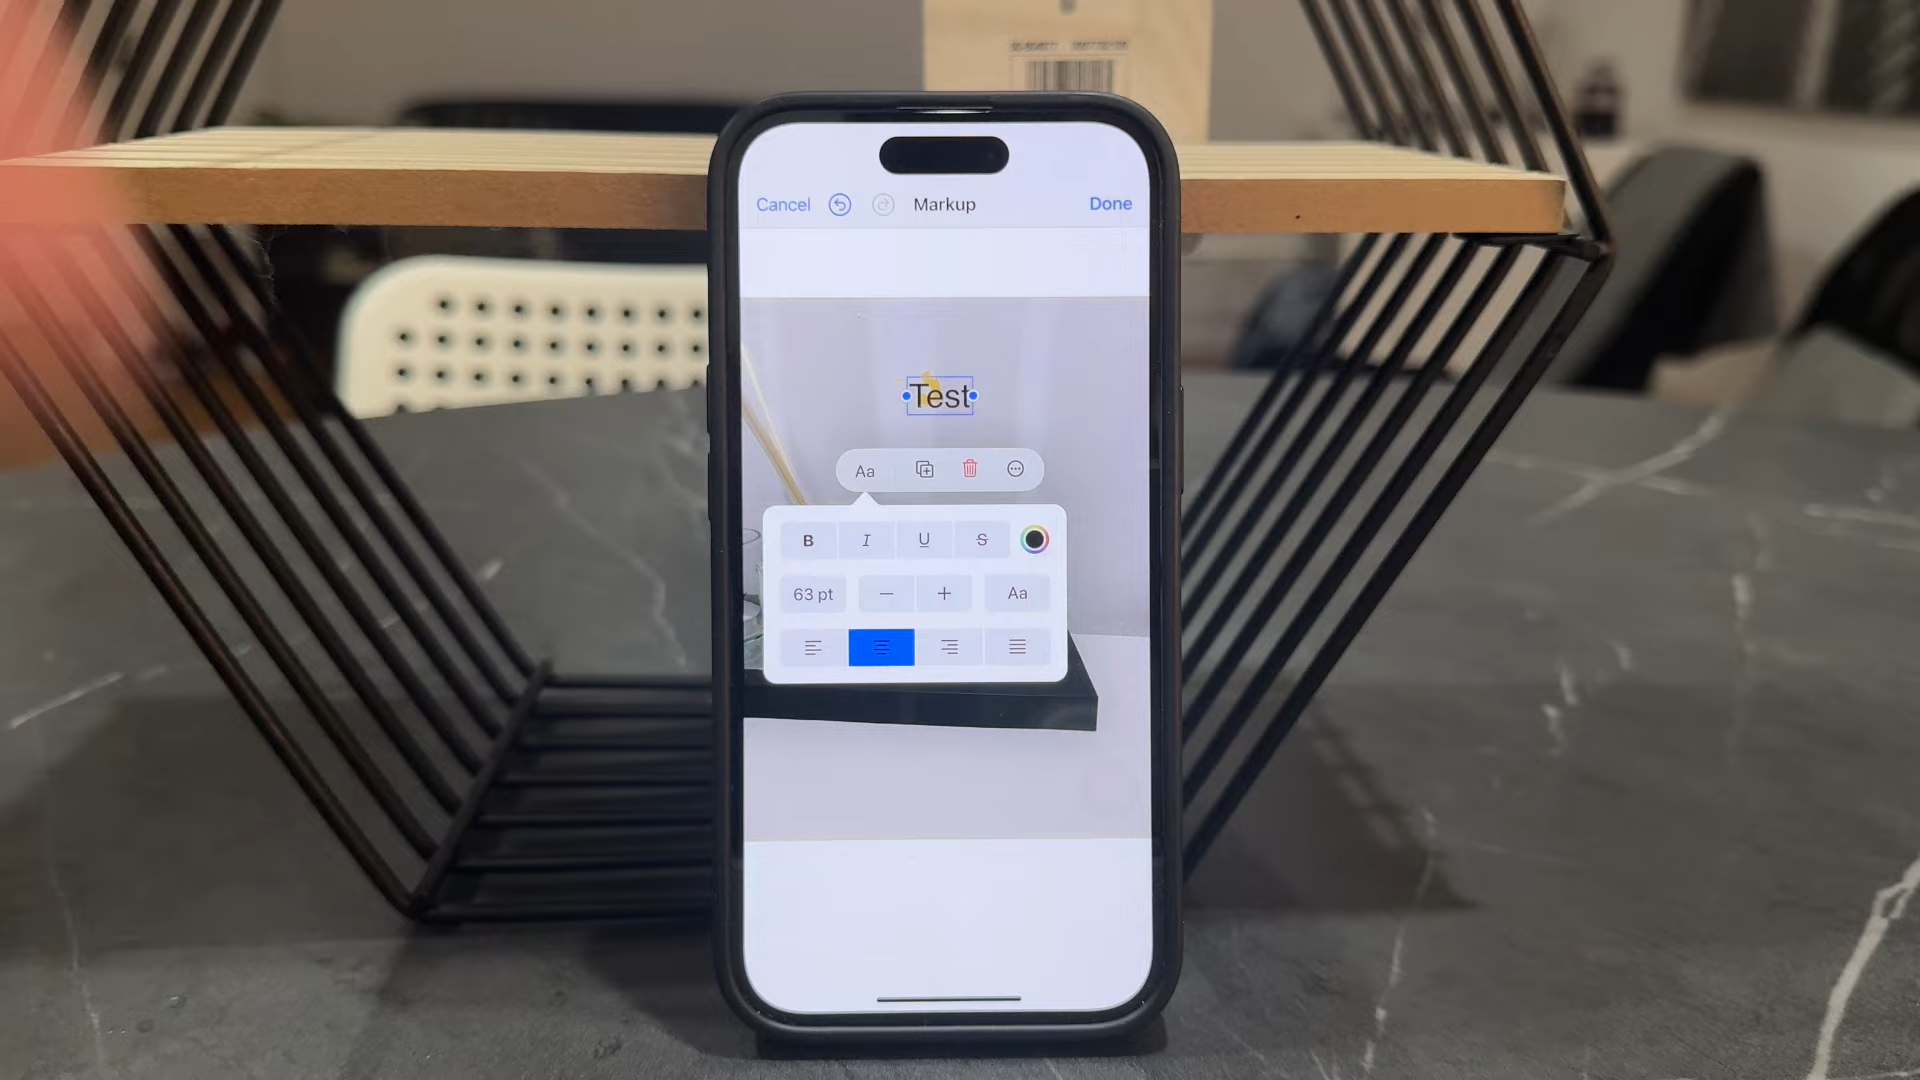 Cancel Markup Done
Test
Aa
B I U S
63 pt — + Aa